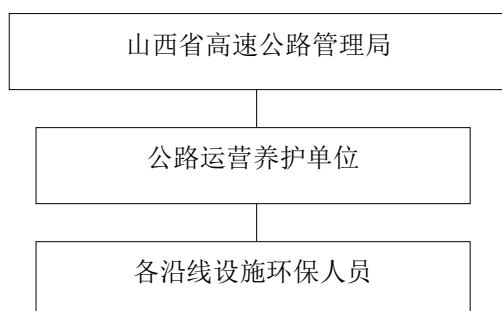 山西省高速公路管理局
公路运营养护单位
各沿线设施环保人员